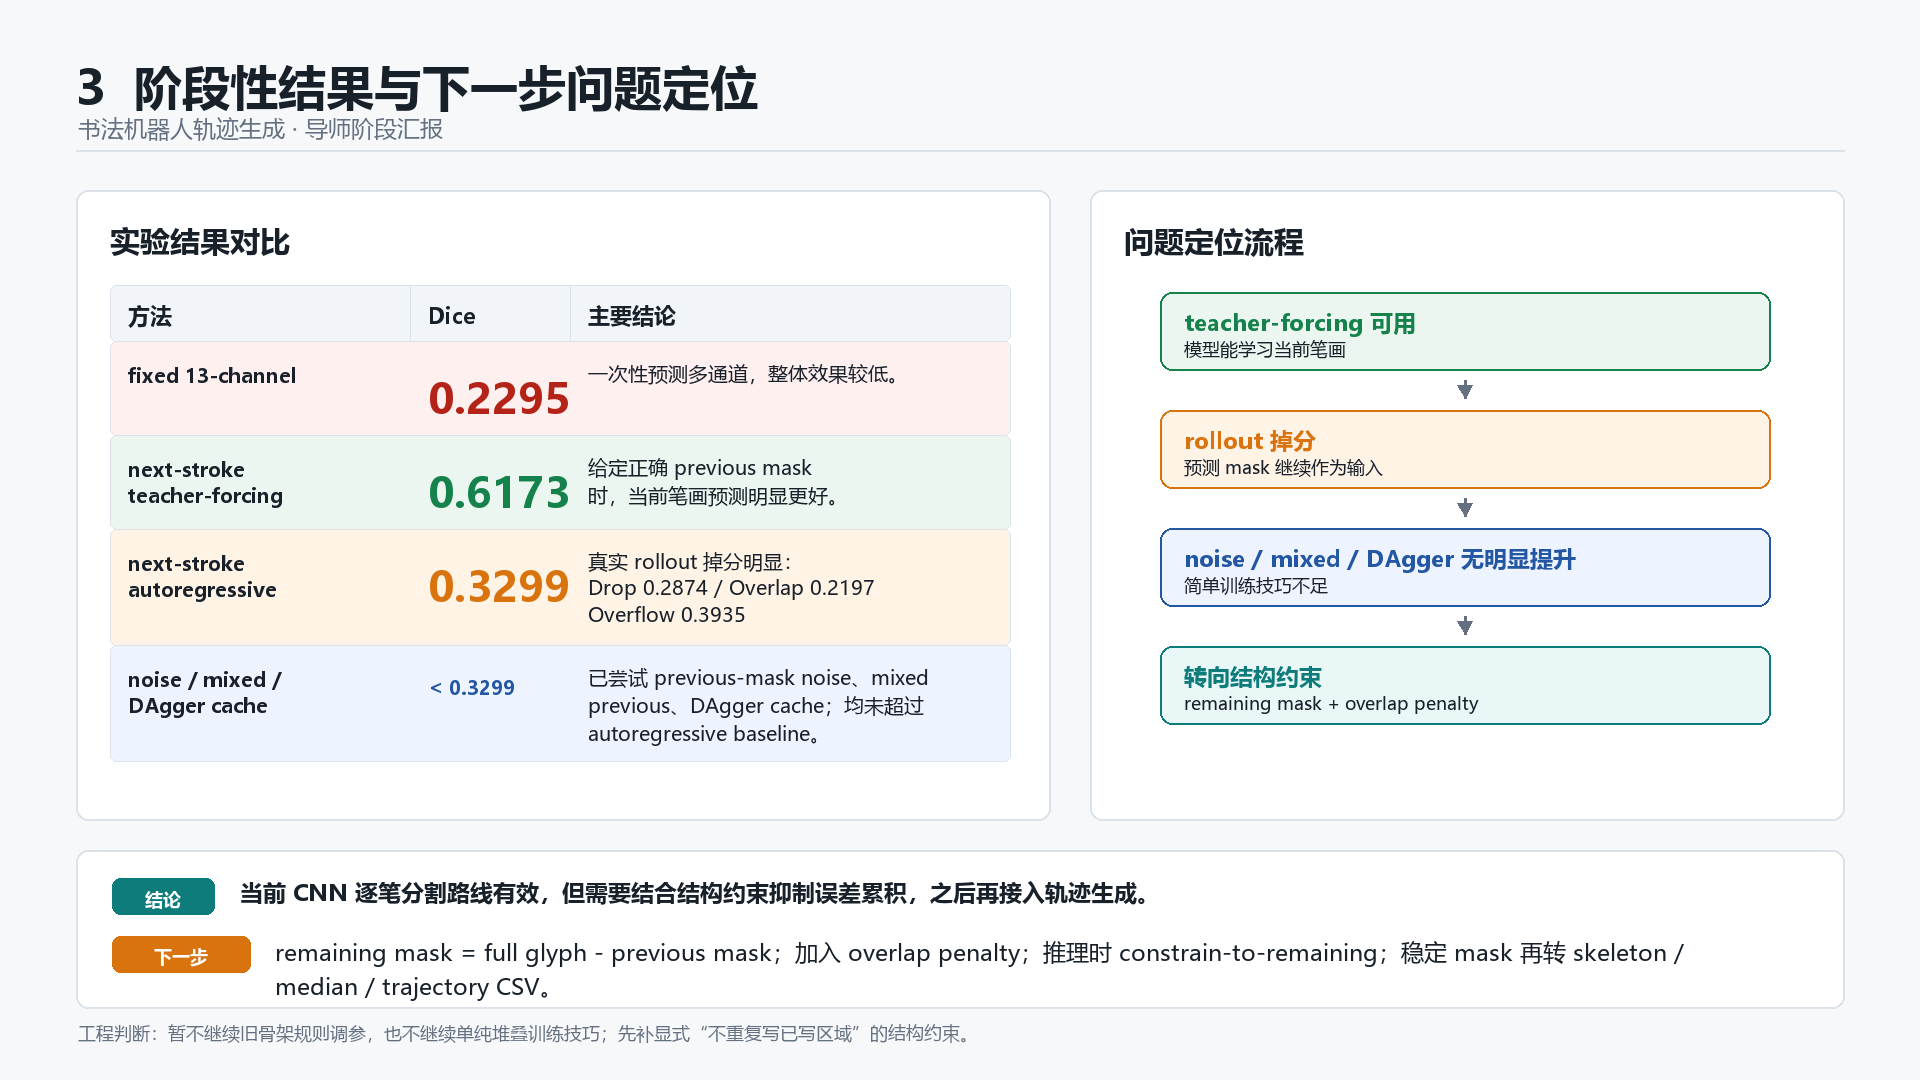 3 阶段性结果与下一步问题定位
书法机器人轨迹生成 · 导师阶段汇报
实验结果对比
方法 Dice 主要结论
fixed 13-channel
0.2295
一次性预测多通道，整体效果较低。
next-stroke
teacher-forcing
0.6173
给定正确 previous mask
时，当前笔画预测明显更好。
next-stroke
autoregressive
0.3299
真实 rollout 掉分明显：
Drop 0.2874 / Overlap 0.2197
Overflow 0.3935
noise / mixed /
DAgger cache
< 0.3299
已尝试 previous-mask noise、mixed
previous、DAgger cache；均未超过
autoregressive baseline。
问题定位流程
teacher-forcing 可用
模型能学习当前笔画
rollout 掉分
预测 mask 继续作为输入
noise / mixed / DAgger 无明显提升
简单训练技巧不足
转向结构约束
remaining mask + overlap penalty
结论 当前 CNN 逐笔分割路线有效，但需要结合结构约束抑制误差累积，之后再接入轨迹生成。
下一步 remaining mask = full glyph - previous mask；加入 overlap penalty；推理时 constrain-to-remaining；稳定 mask 再转 skeleton /
median / trajectory CSV。
工程判断：暂不继续旧骨架规则调参，也不继续单纯堆叠训练技巧；先补显式“不重复写已写区域”的结构约束。